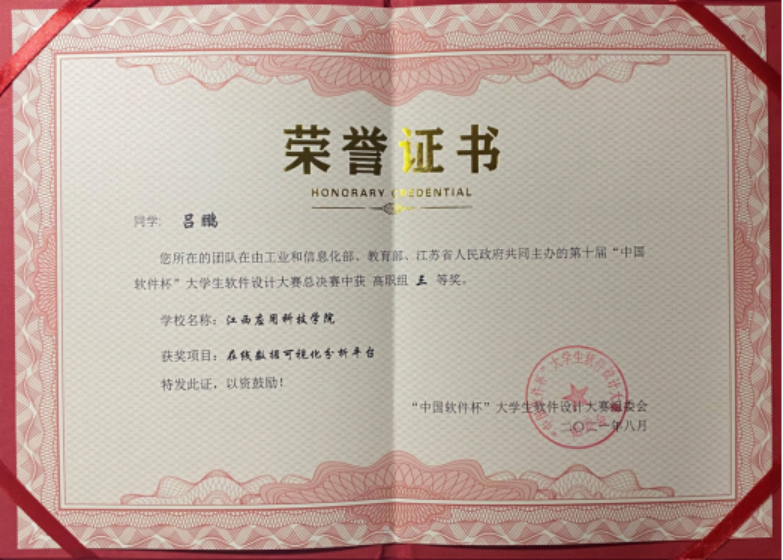 荣誉证书
HONORARY CREDENTIAL
同学: 吕鹏
您所在的团队在由工业和信息化部、教育部、江苏省人民政府共同主办的第十届“中国
软件杯”大学生软件设计大赛总决赛中获 高职组 三 等奖。
学校名称：江西应用科技学院
获奖项目：在线数据可视化分析平台
特发此证，以资鼓励！
“中国软件杯”大学生软件设计大赛组委会
二〇二一年八月